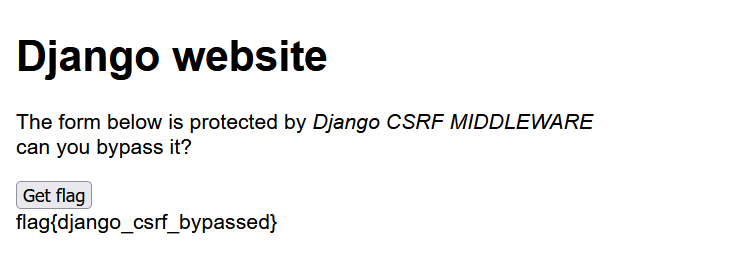 Django website
The form below is protected by Django CSRF MIDDLEWARE
can you bypass it?
Get flag
flag{django_csrf_bypassed}